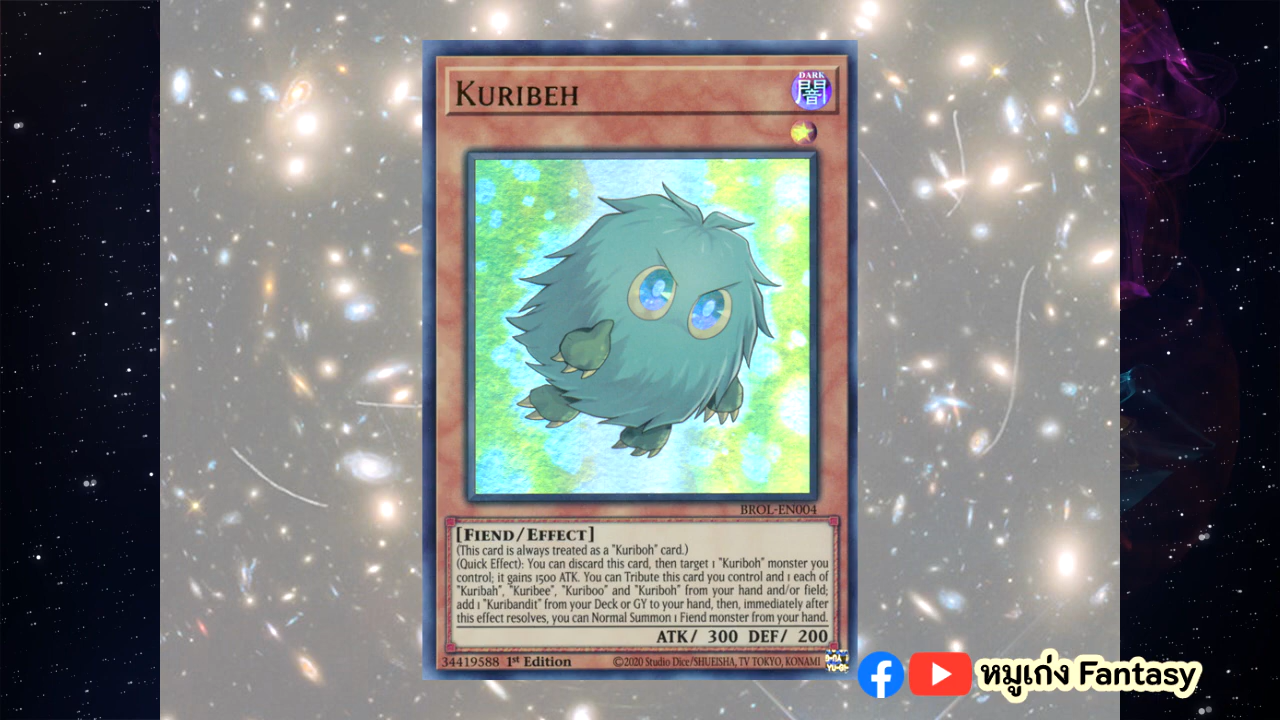 KURIBEH
DARK
闇
BROL-EN004
[FIEND/EFFECT]
(This card is always treated as a "Kuriboh" card.)
(Quick Effect): You can discard this card, then target 1 "Kuriboh" monster you
control; it gains 1500 ATK. You can Tribute this card you control and 1 each of
"Kuribah", "Kuribee", "Kuriboo" and "Kuriboh" from your hand and/or field;
add 1 "Kuribandit" from your Deck or GY to your hand, then, immediately after
this effect resolves, you can Normal Summon 1 Fiend monster from your hand.
ATK/ 300 DEF/ 200
34419588 1st Edition ©2020 Studio Dice/SHUEISHA, TV TOKYO, KONAMI
หมูเก่ง Fantasy